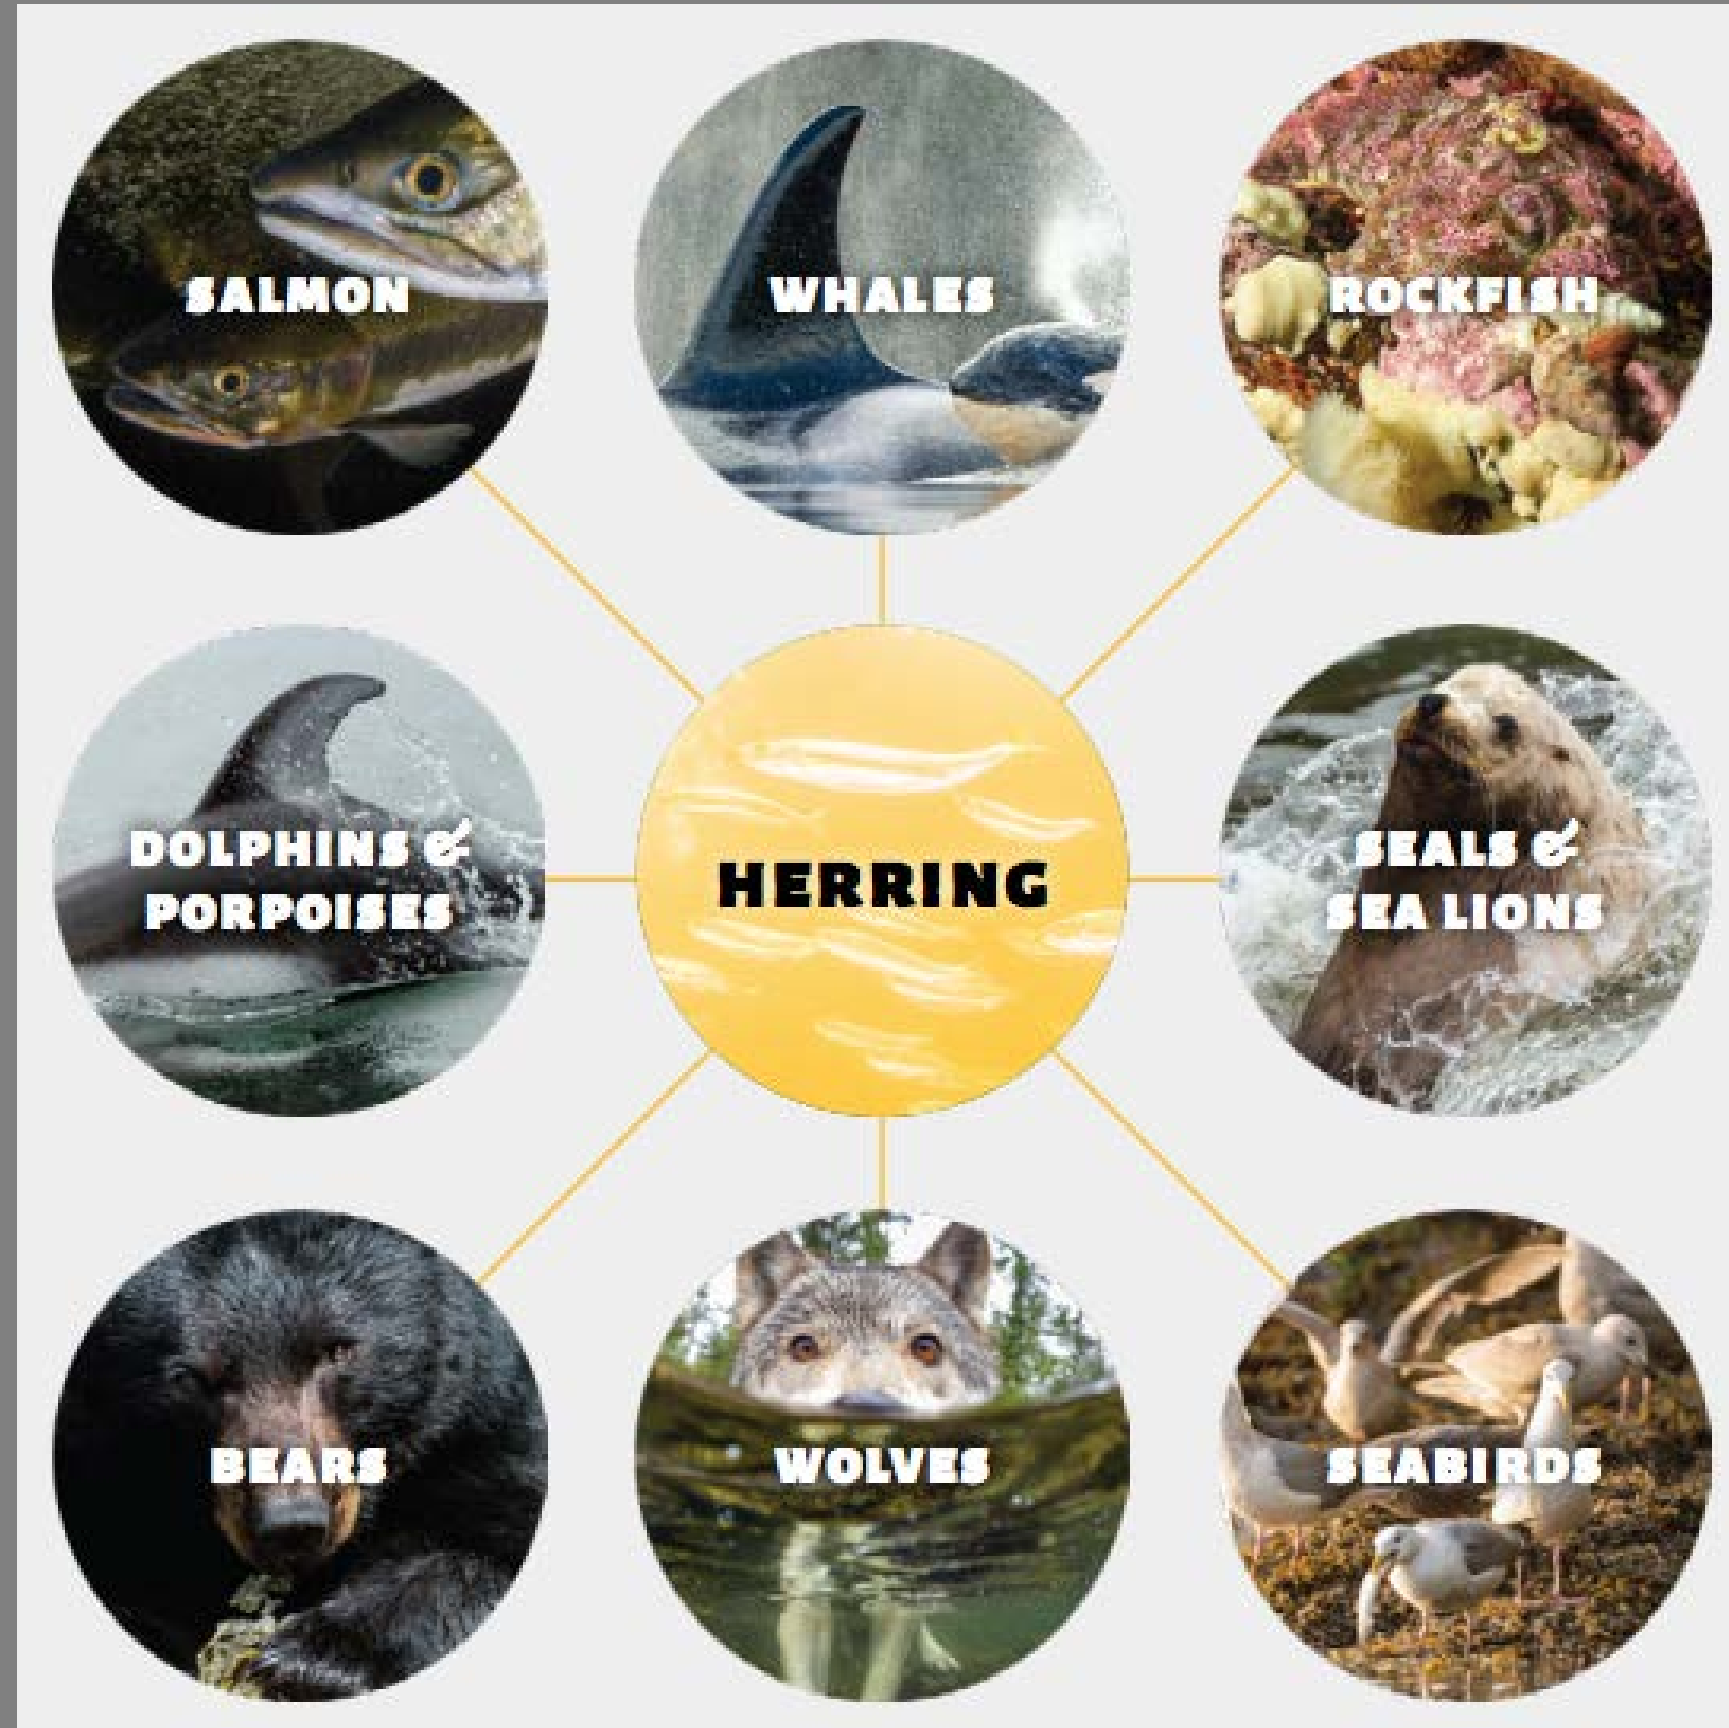 SALMON
WHALES
ROCKFISH
DOLPHINS &
PORPOISES
HERRING
SEALS &
SEA LIONS
BEARS
WOLVES
SEABIRDS